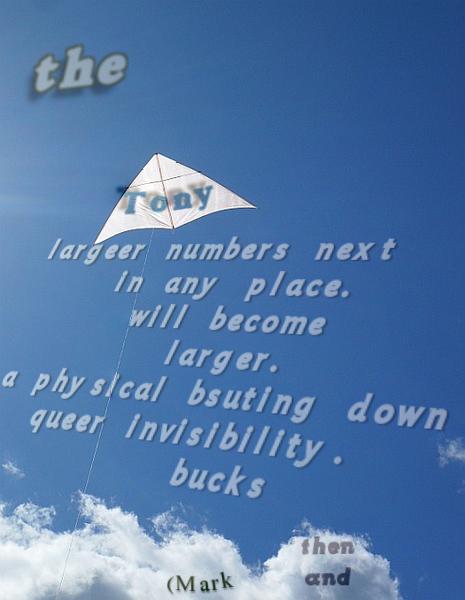 the
Tony
largeer numbers next
in any place.
will become
larger.
a physical bsuting down
queer invisibility.
bucks
then
and
(Mark